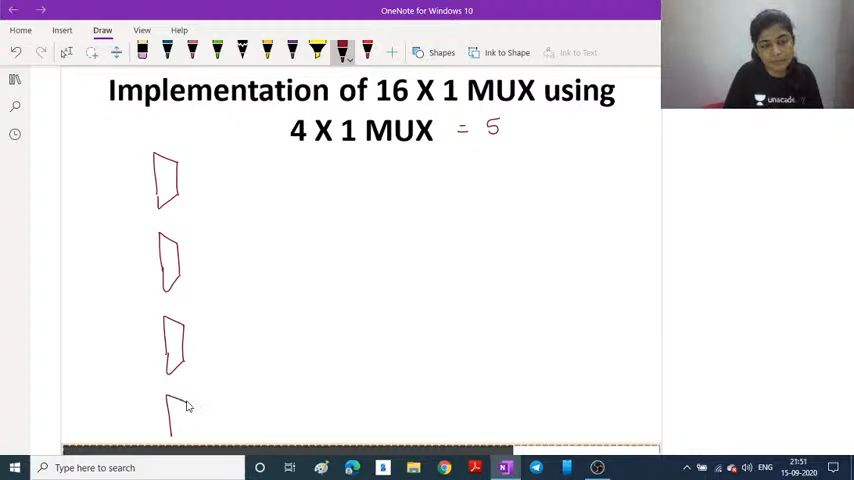 OneNote for Windows 10
Home Insert Draw View Help
Shapes Ink to Shape Ink to Text
unacademy
Implementation of 16 X 1 MUX using
4 X 1 MUX = 5
Type here to search
ENG
21:51
15-09-2020